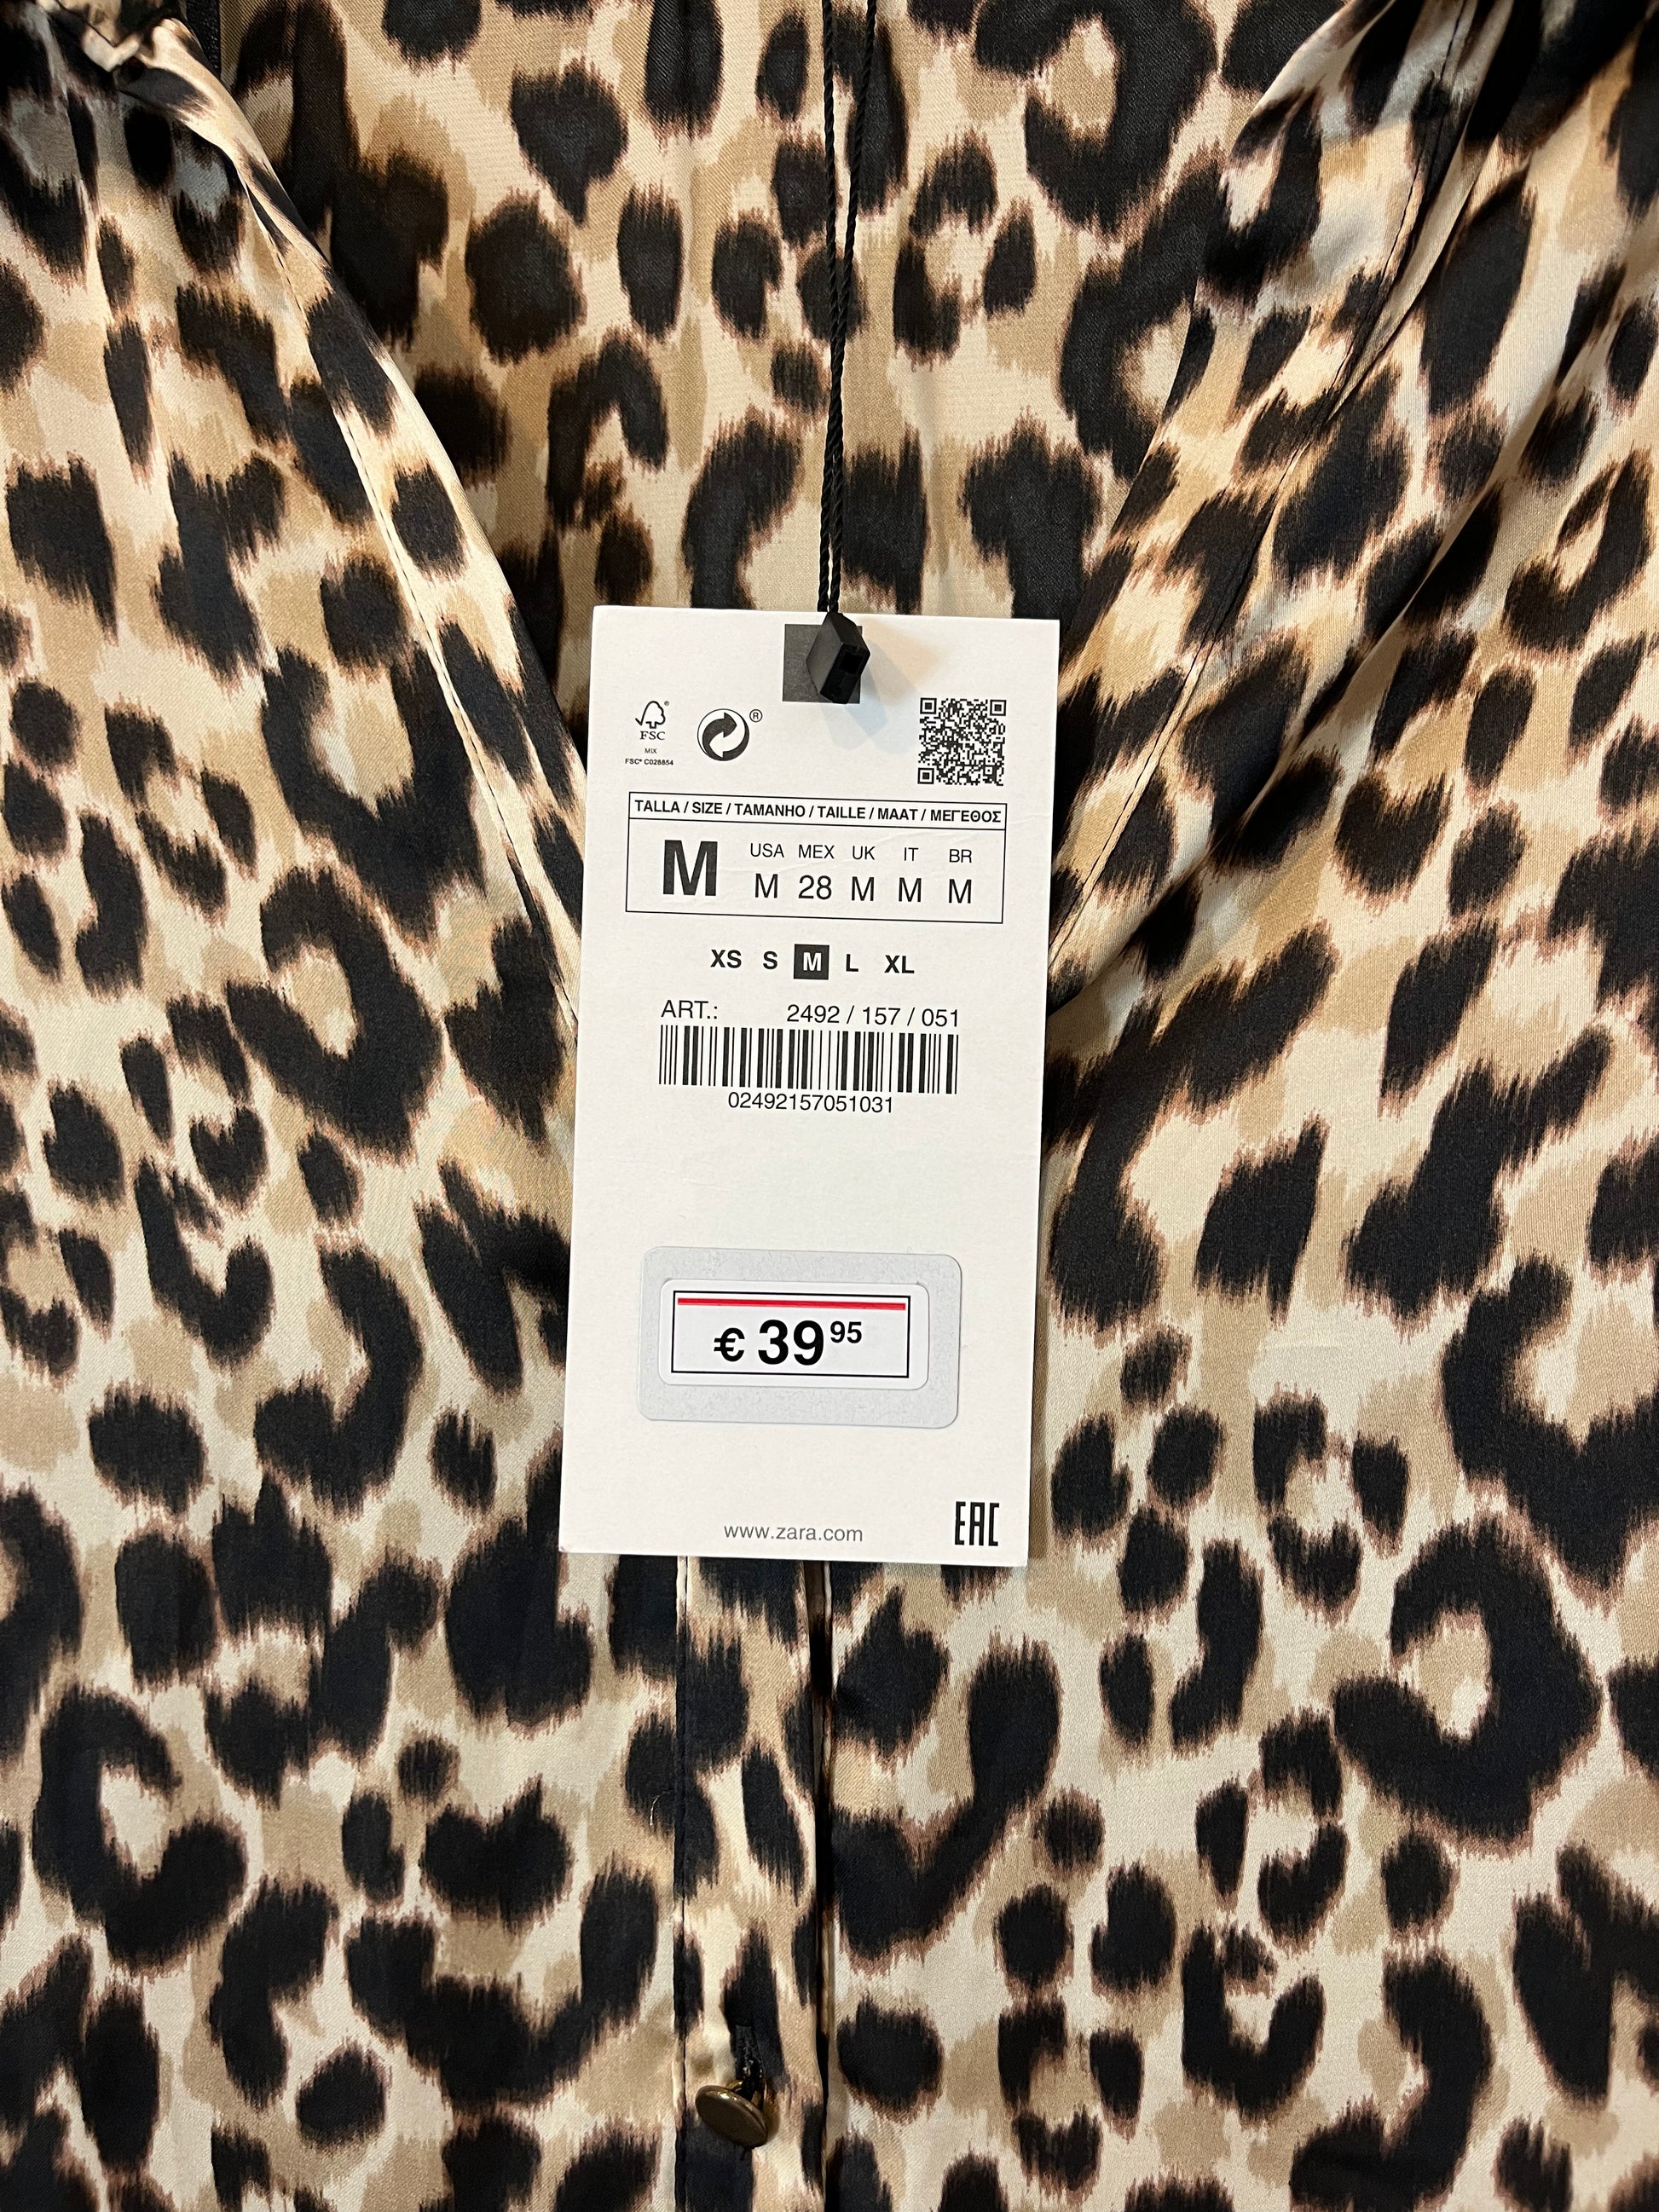 FSC®
MIX
FSC® C028854
®
TALLA / SIZE / TAMANHO / TAILLE / MAAT / ΜΕΓΕΘΟΣ
USA MEX UK IT BR
M M 28 M M M
XS S M L XL
ART.: 2492 / 157 / 051
02492157051031
€ 39 95
www.zara.com
EAC